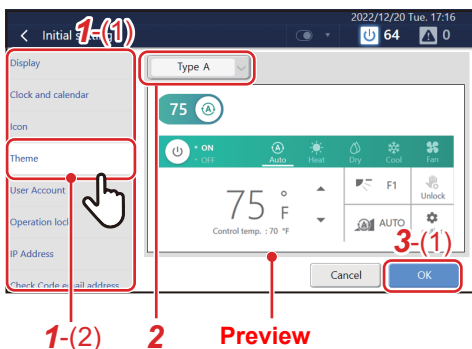 2022/12/20 Tue. 17:16
Initial
1-(1)
64
0
Display
Clock and calendar
Icon
Theme
User Account
Operation lock
IP Address
Check Code email address
Type A
75
A
ON
OFF
Auto
Heat
Dry
Cool
Fan
75 °F
Control temp. : 70 °F
F1
Unlock
A
AUTO
3-(1)
Cancel
OK
1-(2)
2
Preview